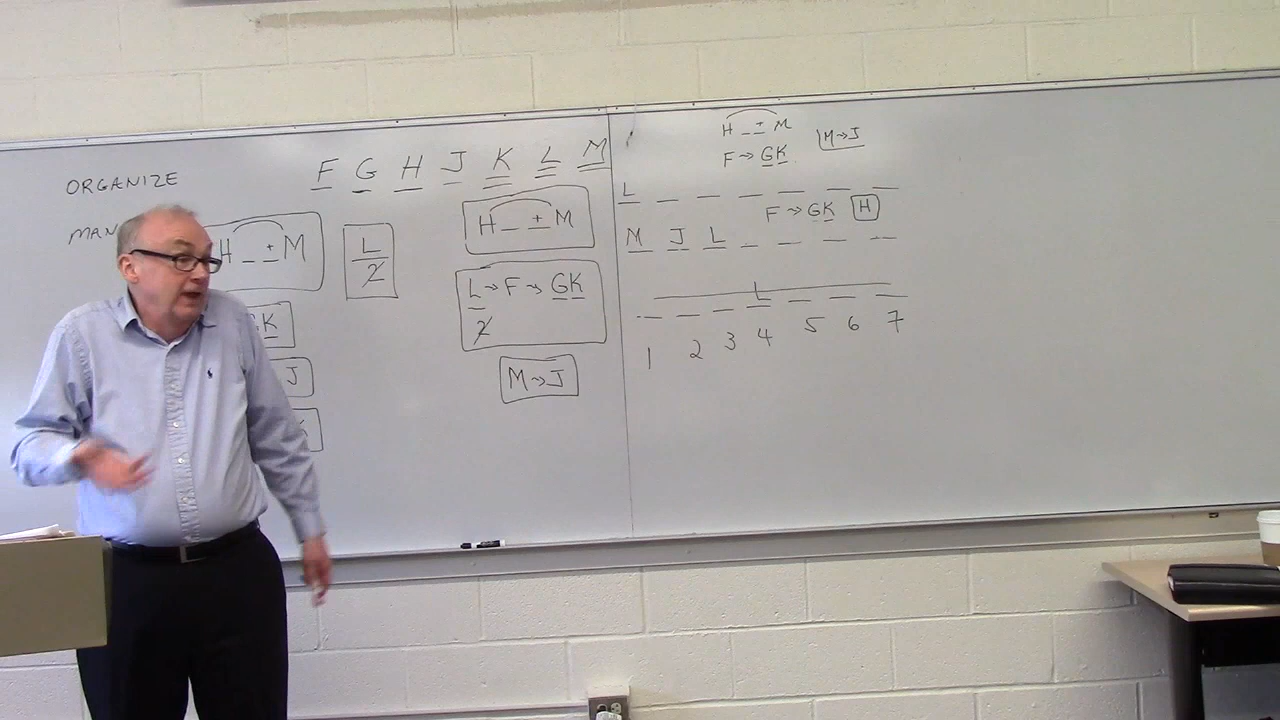 ORGANIZE
MAN
F G H J K L M
H _ ± M
L
2
K
J
H _ ± M
L → F → GK
2
M → J
H _ ± M
M → J
F → GK
L _ _ _ _ _ _
F → GK H
M J L _ _ _ _
_ _ _ L _ _ _
1 2 3 4 5 6 7